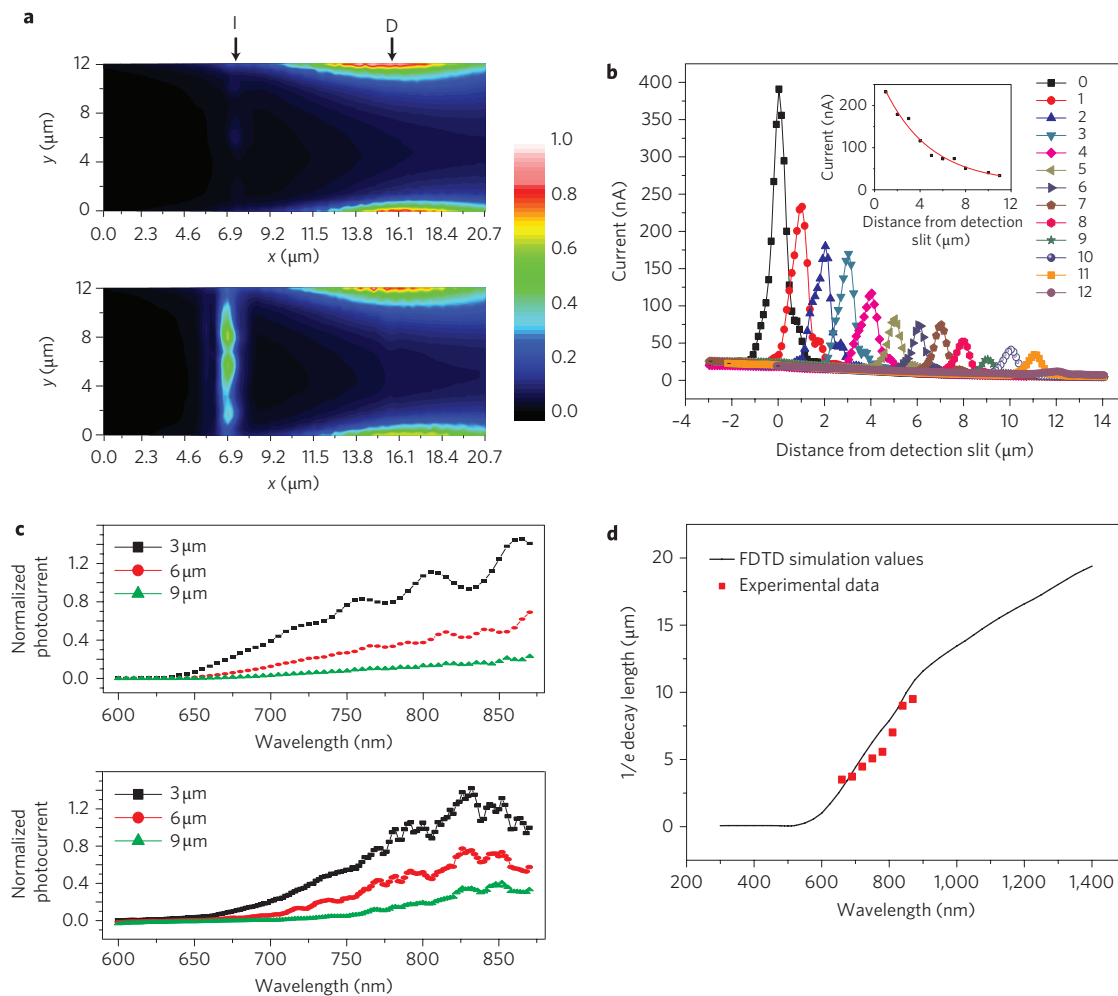 a
I
D
12
8
4
0
y (μm)
0.0 2.3 4.6 6.9 9.2 11.5 13.8 16.1 18.4 20.7
x (μm)
12
8
4
0
y (μm)
0.0 2.3 4.6 6.9 9.2 11.5 13.8 16.1 18.4 20.7
x (μm)
1.0
0.8
0.6
0.4
0.2
0.0
b
400
350
300
250
200
150
100
50
0
Current (nA)
−4 −2 0 2 4 6 8 10 12 14
Distance from detection slit (μm)
200
100
0
Current (nA)
0 4 8 12
Distance from detection
slit (μm)
0
1
2
3
4
5
6
7
8
9
10
11
12
c
3 μm
6 μm
9 μm
1.2
0.8
0.4
0.0
Normalized
photocurrent
600 650 700 750 800 850
Wavelength (nm)
3 μm
6 μm
9 μm
1.2
0.8
0.4
0.0
Normalized
photocurrent
600 650 700 750 800 850
Wavelength (nm)
d
FDTD simulation values
Experimental data
20
15
10
5
0
1/e decay length (μm)
200 400 600 800 1,000 1,200 1,400
Wavelength (nm)